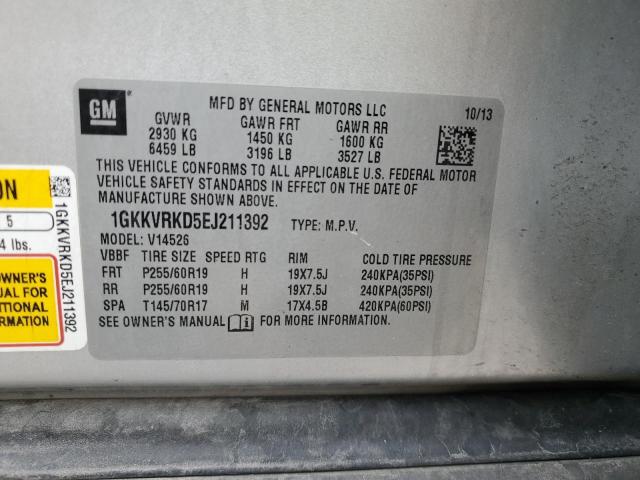 GM
MFD BY GENERAL MOTORS LLC
10/13
GVWR GAWR FRT GAWR RR
2930 KG 1450 KG 1600 KG
6459 LB 3196 LB 3527 LB
THIS VEHICLE CONFORMS TO ALL APPLICABLE U.S. FEDERAL MOTOR
VEHICLE SAFETY STANDARDS IN EFFECT ON THE DATE OF
MANUFACTURE SHOWN ABOVE.
1GKKVRKD5EJ211392 TYPE: M.P.V.
MODEL: V14526
VBBF TIRE SIZE SPEED RTG RIM COLD TIRE PRESSURE
FRT P255/60R19 H 19X7.5J 240KPA(35PSI)
RR P255/60R19 H 19X7.5J 240KPA(35PSI)
SPA T145/70R17 M 17X4.5B 420KPA(60PSI)
SEE OWNER'S MANUAL FOR MORE INFORMATION.
ON
5
4 lbs.
OWNER'S
UAL FOR
ITIONAL
RMATION
1GKKVRKD5EJ211392